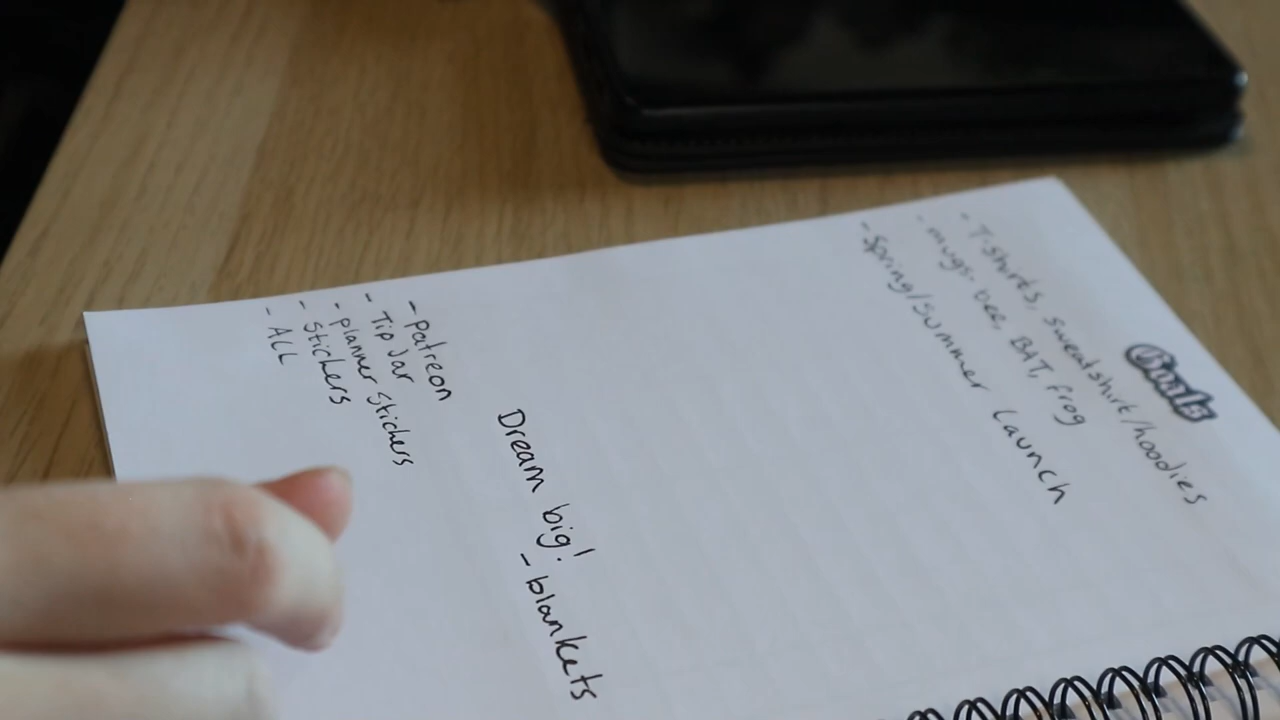 Goals
- T-shirts, sweatshirt/hoodies
- mugs- bee, BAT, frog
- Spring/Summer Launch
Dream big!
- blankets
- patreon
- Tip Jar
- planner stickers
- stickers
- ALL